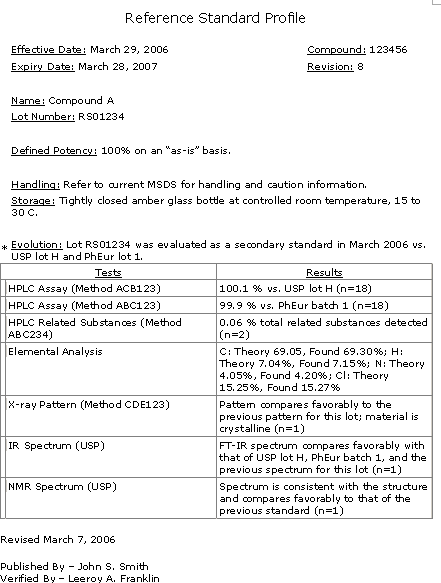 Reference Standard Profile
Effective Date: March 29, 2006 Compound: 123456
Expiry Date: March 28, 2007 Revision: 8
Name: Compound A
Lot Number: RS01234
Defined Potency: 100% on an “as-is” basis.
Handling: Refer to current MSDS for handling and caution information.
Storage: Tightly closed amber glass bottle at controlled room temperature, 15 to
30 C.
* Evolution: Lot RS01234 was evaluated as a secondary standard in March 2006 vs.
USP lot H and PhEur lot 1.
Tests Results
HPLC Assay (Method ACB123) 100.1 % vs. USP lot H (n=18)
HPLC Assay (Method ABC123) 99.9 % vs. PhEur batch 1 (n=18)
HPLC Related Substances (Method 0.06 % total related substances detected
ABC234) (n=2)
Elemental Analysis C: Theory 69.05, Found 69.30%; H:
Theory 7.04%, Found 7.15%; N: Theory
4.05%, Found 4.20%; Cl: Theory
15.25%, Found 15.27%
X-ray Pattern (Method CDE123) Pattern compares favorably to the
previous pattern for this lot; material is
crystalline (n=1)
IR Spectrum (USP) FT-IR spectrum compares favorably with
that of USP lot H, PhEur batch 1, and the
previous spectrum for this lot (n=1)
NMR Spectrum (USP) Spectrum is consistent with the structure
and compares favorably to that of the
previous standard (n=1)
Revised March 7, 2006
Published By – John S. Smith
Verified By – Leeroy A. Franklin